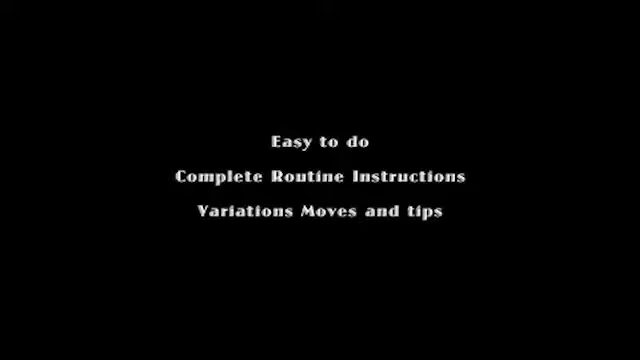 Easy to do
Complete Routine Instructions
Variations Moves and tips